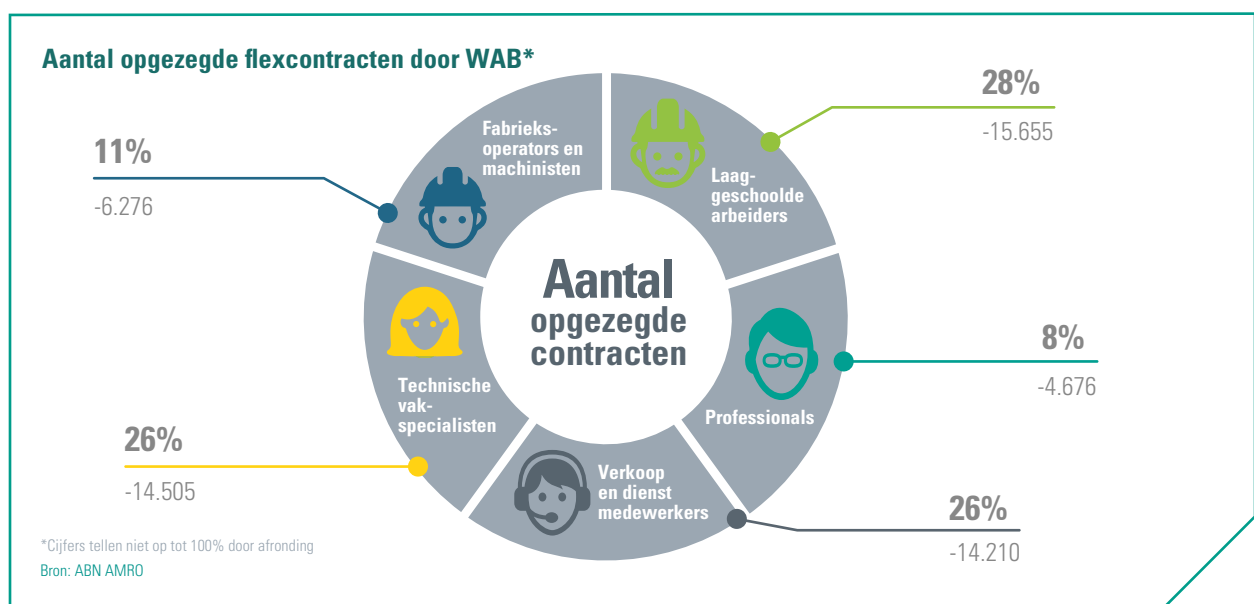 Aantal opgezegde flexcontracten door WAB*
28%
-15.655
11%
-6.276
Fabrieks-
operators en
machinisten
Laag-
geschoolde
arbeiders
Aantal
opgezegde
contracten
8%
-4.676
Technische
vak-
specialisten
Professionals
26%
-14.505
Verkoop
en dienst
medewerkers
26%
-14.210
*Cijfers tellen niet op tot 100% door afronding
Bron: ABN AMRO